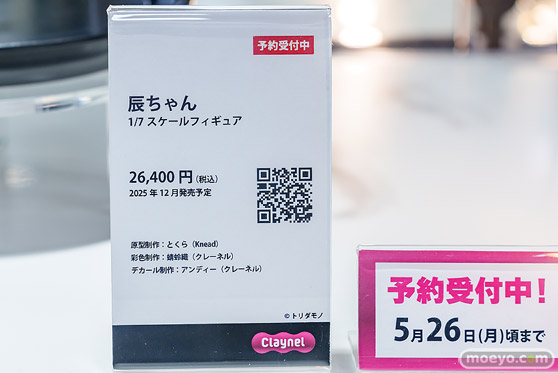 予約受付中
辰ちゃん
1/7 スケールフィギュア
26,400 円(税込)
2025 年 12 月発売予定
原型制作：とくら（Knead）
彩色制作：蜻蛉織（クレーネル）
デカール制作：アンディー（クレーネル）
© トリダモノ
Claynel
予約受付中！
5月26日(月)頃まで
moeyo.com